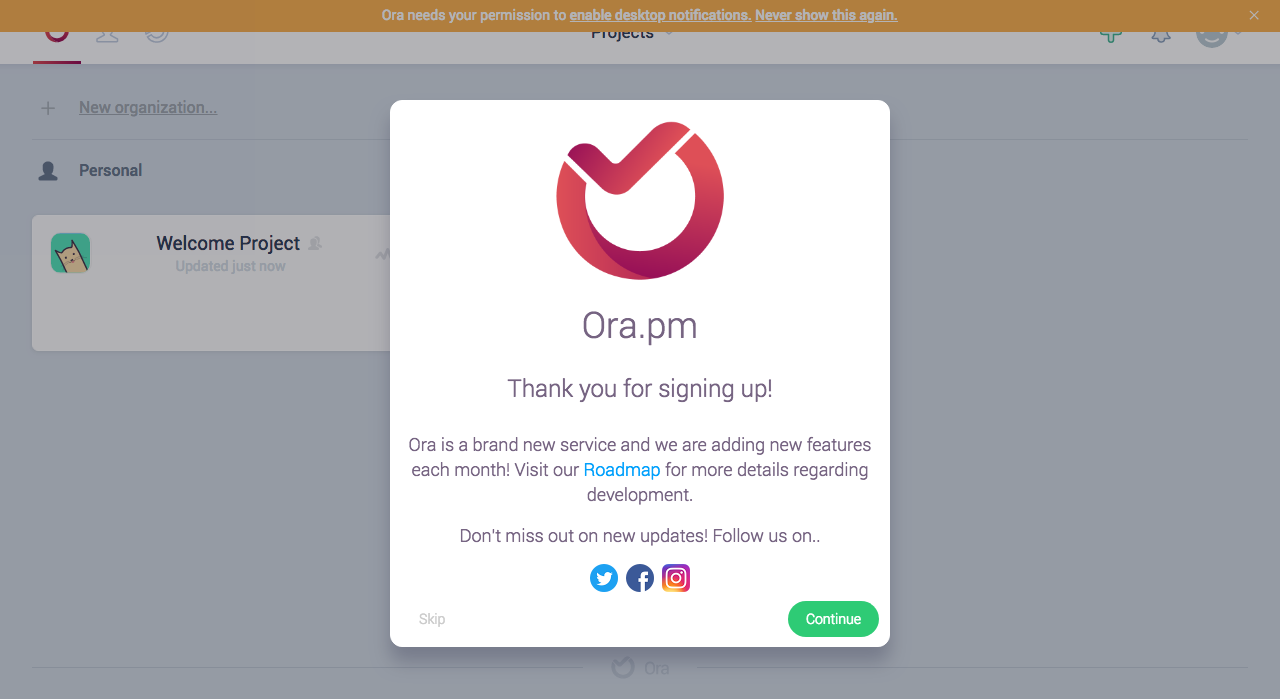 Ora needs your permission to enable desktop notifications. Never show this again.
Projects
New organization...
Personal
Welcome Project
Updated just now
Ora.pm
Thank you for signing up!
Ora is a brand new service and we are adding new features
each month! Visit our Roadmap for more details regarding
development.
Don't miss out on new updates! Follow us on..
Skip
Continue
Ora